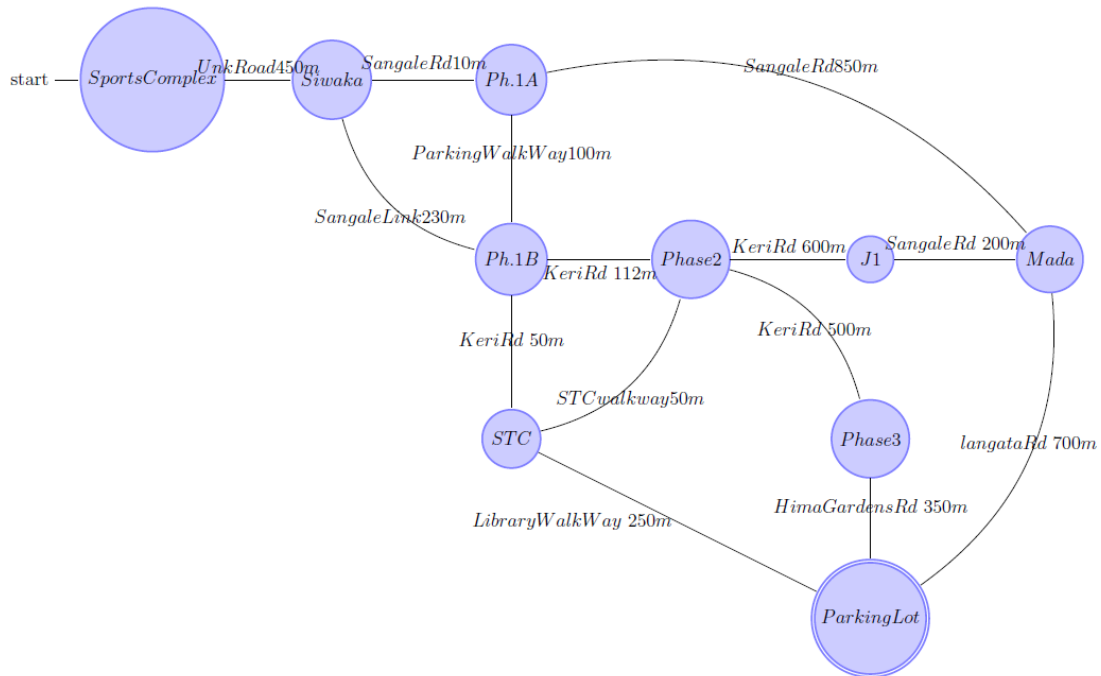 start
SportsComplex
UnkRoad450m
Siwaka
SangaleRd10m
Ph.1A
SangaleRd850m
ParkingWalkWay100m
SangaleLink230m
Ph.1B
KeriRd 112m
Phase2
KeriRd 600m
J1
SangaleRd 200m
Mada
KeriRd 50m
KeriRd 500m
STCwalkway50m
STC
Phase3
langataRd 700m
HimaGardensRd 350m
LibraryWalkWay 250m
ParkingLot